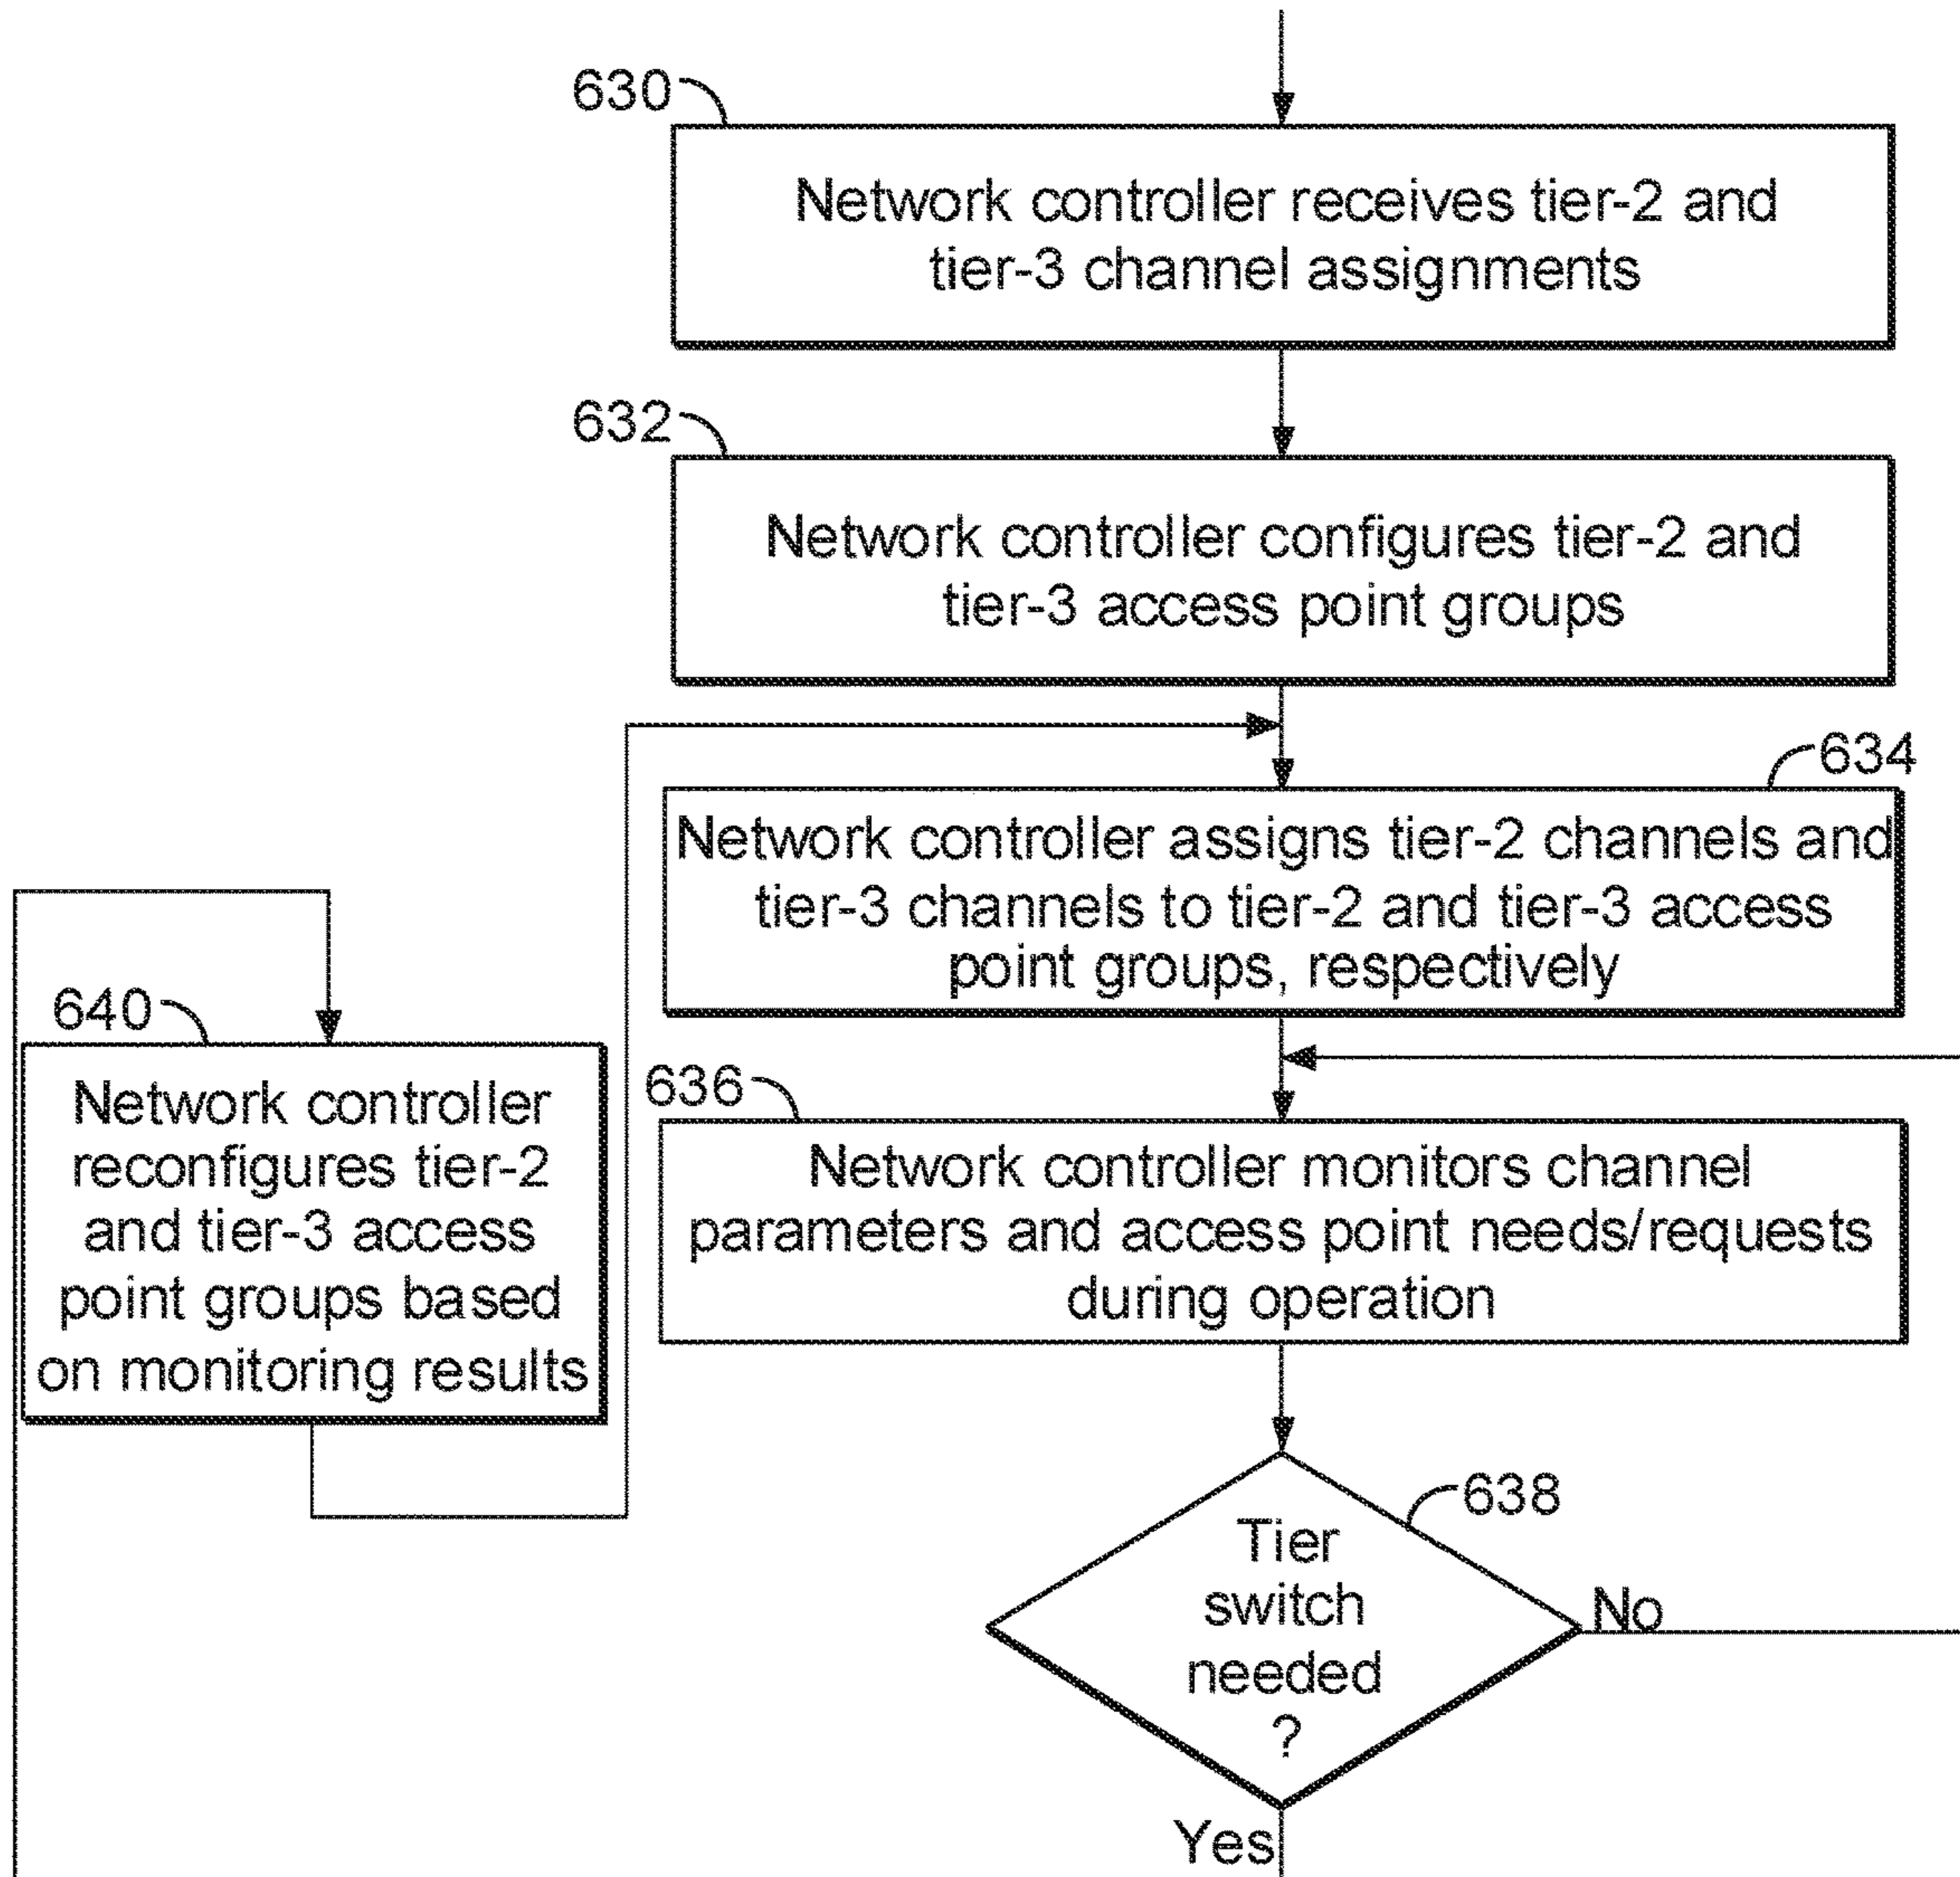 630
Network controller receives tier-2 and
tier-3 channel assignments
632
Network controller configures tier-2 and
tier-3 access point groups
634
Network controller assigns tier-2 channels and
tier-3 channels to tier-2 and tier-3 access
point groups, respectively
640
Network controller
reconfigures tier-2
and tier-3 access
point groups based
on monitoring results
636
Network controller monitors channel
parameters and access point needs/requests
during operation
638
Tier
switch
needed
?
No
Yes